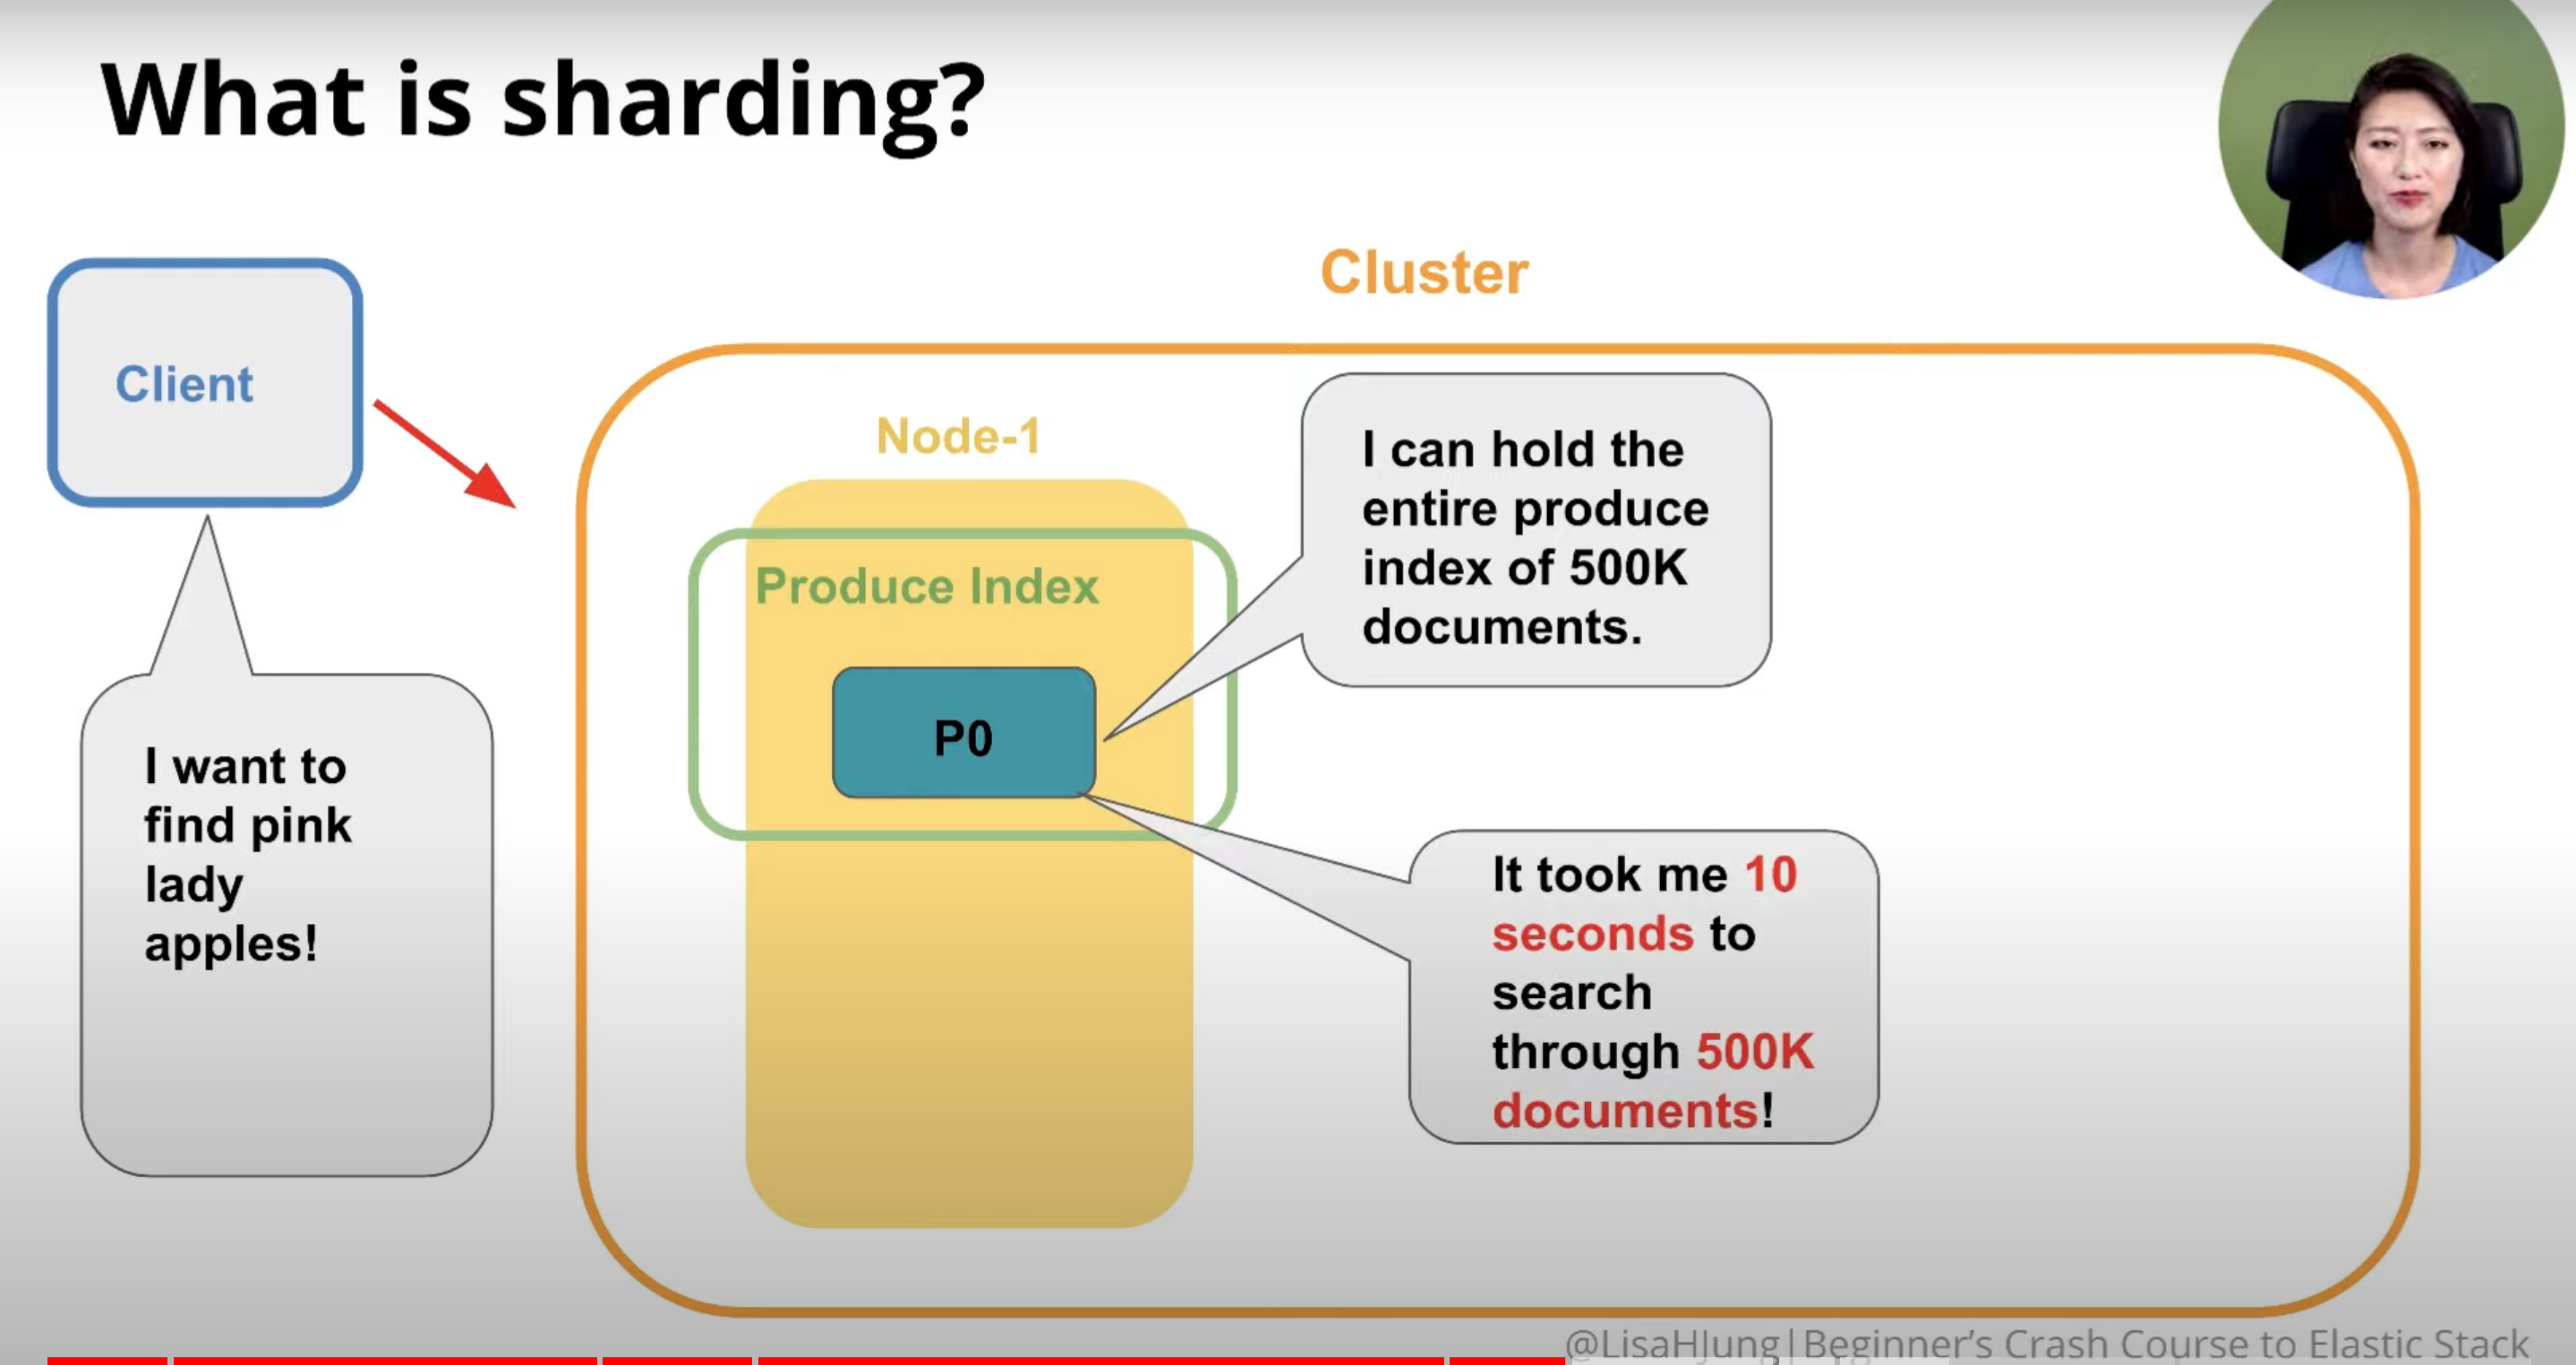 What is sharding?
Cluster
Client
Node-1
I can hold the
entire produce
index of 500K
documents.
Produce Index
P0
I want to
find pink
lady
apples!
It took me 10
seconds to
search
through 500K
documents!
@LisaHJung|Beginner's Crash Course to Elastic Stack